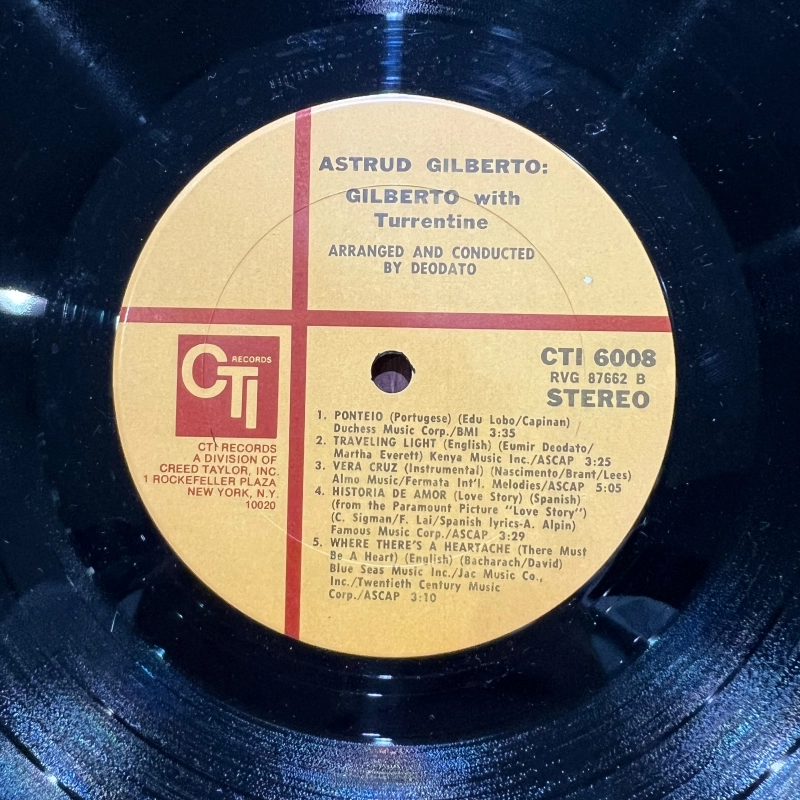 ASTRUD GILBERTO:
GILBERTO with
Turrentine
ARRANGED AND CONDUCTED
BY DEODATO
CTI RECORDS
CTI RECORDS
A DIVISION OF
CREED TAYLOR, INC.
1 ROCKEFELLER PLAZA
NEW YORK, N.Y.
10020
CTI 6008
RVG 87662 B
STEREO
1. PONTEIO (Portugese) (Edu Lobo/Capinan)
Duchess Music Corp./BMI 3:35
2. TRAVELING LIGHT (English) (Eumir Deodato/
Martha Everett) Kenya Music Inc./ASCAP 3:25
3. VERA CRUZ (Instrumental) (Nascimento/Brant/Lees)
Almo Music/Fermata Int'l. Melodies/ASCAP 5:05
4. HISTORIA DE AMOR (Love Story) (Spanish)
(from the Paramount Picture "Love Story")
(C. Sigman/F. Lai/Spanish lyrics-A. Alpin)
Famous Music Corp./ASCAP 3:29
5. WHERE THERE'S A HEARTACHE (There Must
Be A Heart) (English) (Bacharach/David)
Blue Seas Music Inc./Jac Music Co.,
Inc./Twentieth Century Music
Corp./ASCAP 3:10